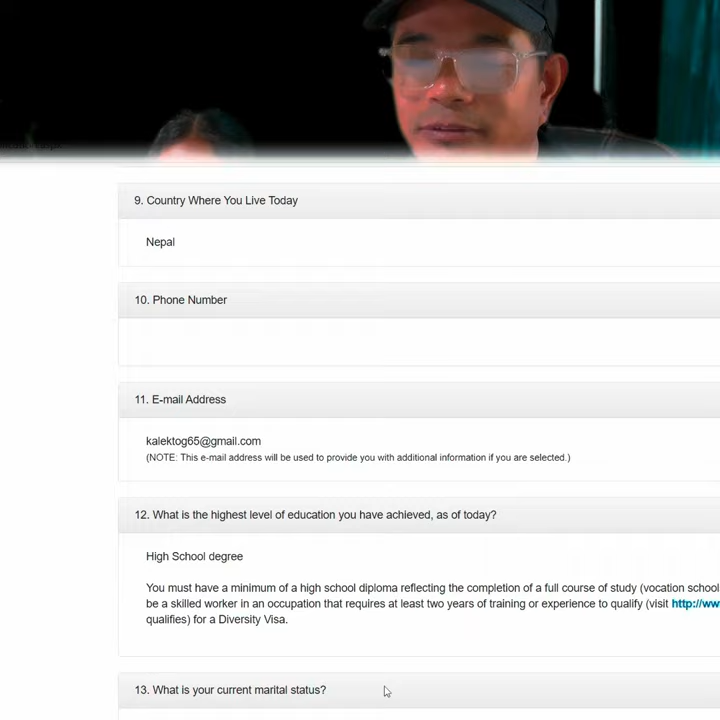 9. Country Where You Live Today
Nepal
10. Phone Number
11. E-mail Address
kalektog65@gmail.com
(NOTE: This e-mail address will be used to provide you with additional information if you are selected.)
12. What is the highest level of education you have achieved, as of today?
High School degree
You must have a minimum of a high school diploma reflecting the completion of a full course of study (vocation school
be a skilled worker in an occupation that requires at least two years of training or experience to qualify (visit http://ww
qualifies) for a Diversity Visa.
13. What is your current marital status?